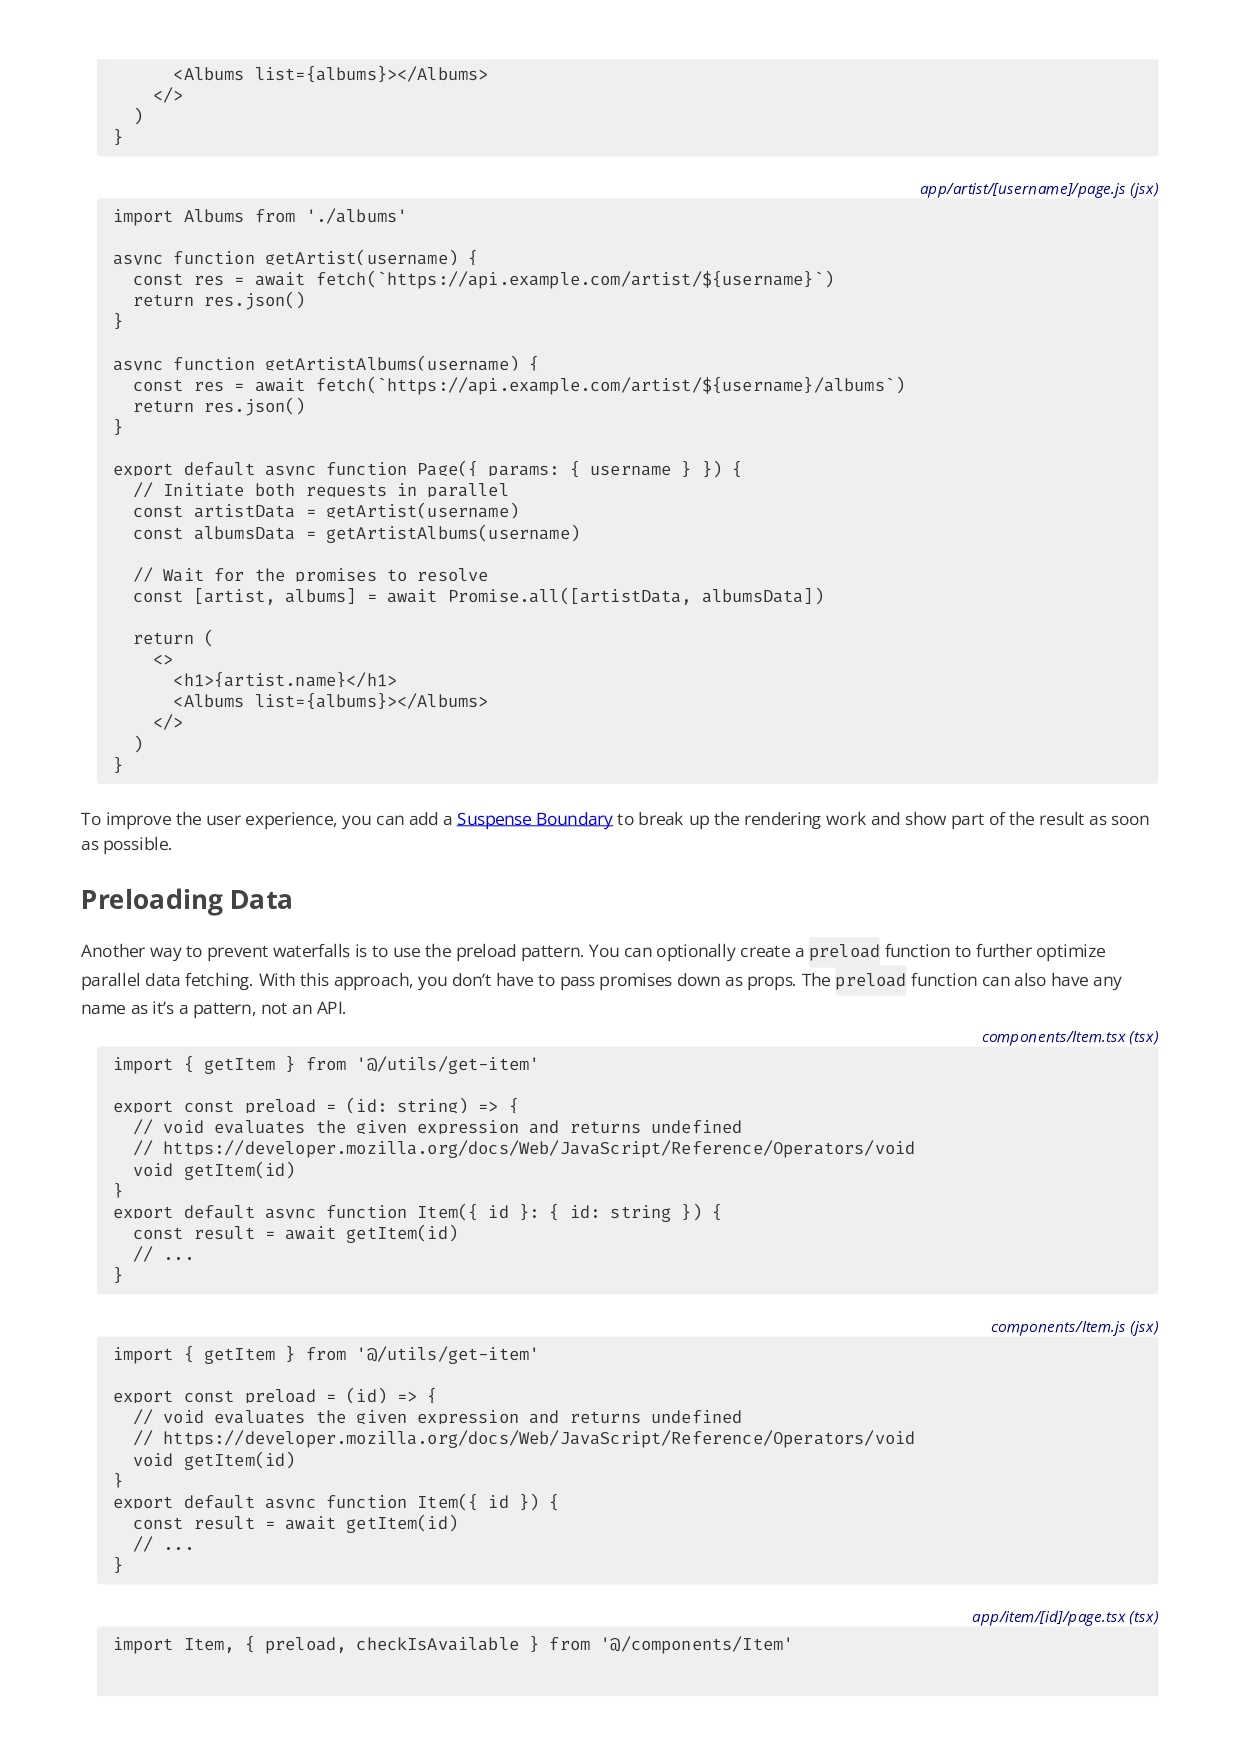 <Albums list={albums}></Albums>
    </>
  )
}
app/artist/[username]/page.js (jsx)
import Albums from './albums'

async function getArtist(username) {
  const res = await fetch(`https://api.example.com/artist/${username}`)
  return res.json()
}

async function getArtistAlbums(username) {
  const res = await fetch(`https://api.example.com/artist/${username}/albums`)
  return res.json()
}

export default async function Page({ params: { username } }) {
  // Initiate both requests in parallel
  const artistData = getArtist(username)
  const albumsData = getArtistAlbums(username)

  // Wait for the promises to resolve
  const [artist, albums] = await Promise.all([artistData, albumsData])

  return (
    <>
      <h1>{artist.name}</h1>
      <Albums list={albums}></Albums>
    </>
  )
}
To improve the user experience, you can add a Suspense Boundary to break up the rendering work and show part of the result as soon
as possible.
Preloading Data
Another way to prevent waterfalls is to use the preload pattern. You can optionally create a preload function to further optimize
parallel data fetching. With this approach, you don’t have to pass promises down as props. The preload function can also have any
name as it’s a pattern, not an API.
components/Item.tsx (tsx)
import { getItem } from '@/utils/get-item'

export const preload = (id: string) => {
  // void evaluates the given expression and returns undefined
  // https://developer.mozilla.org/docs/Web/JavaScript/Reference/Operators/void
  void getItem(id)
}
export default async function Item({ id }: { id: string }) {
  const result = await getItem(id)
  // ...
}
components/Item.js (jsx)
import { getItem } from '@/utils/get-item'

export const preload = (id) => {
  // void evaluates the given expression and returns undefined
  // https://developer.mozilla.org/docs/Web/JavaScript/Reference/Operators/void
  void getItem(id)
}
export default async function Item({ id }) {
  const result = await getItem(id)
  // ...
}
app/item/[id]/page.tsx (tsx)
import Item, { preload, checkIsAvailable } from '@/components/Item'